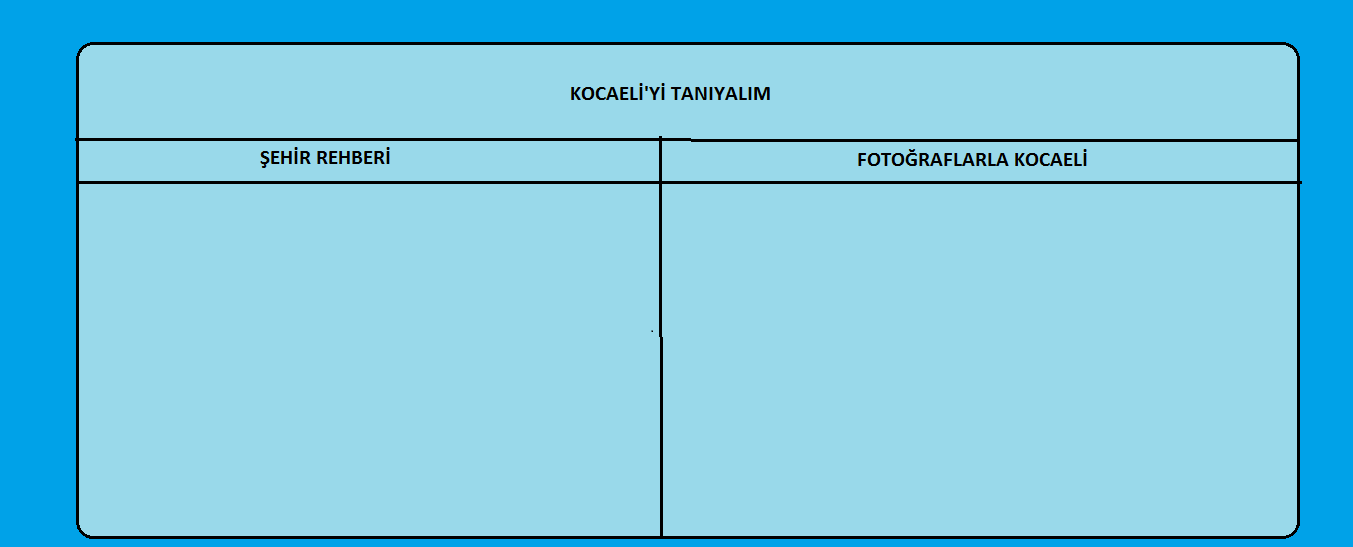 KOCAELİ'Yİ TANIYALIM
ŞEHİR REHBERİ
FOTOĞRAFLARLA KOCAELİ